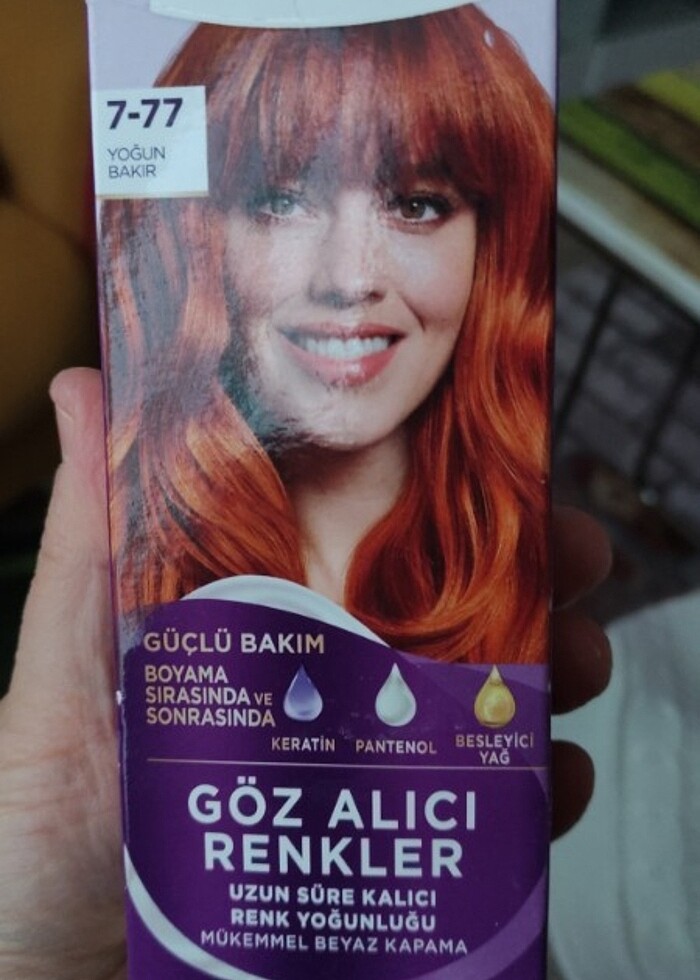 7-77
YOĞUN
BAKIR
GÜÇLÜ BAKIM
BOYAMA
SIRASINDA VE
SONRASINDA
KERATİN
PANTENOL
BESLEYİCİ
YAĞ
GÖZ ALICI
RENKLER
UZUN SÜRE KALICI
RENK YOĞUNLUĞU
MÜKEMMEL BEYAZ KAPAMA